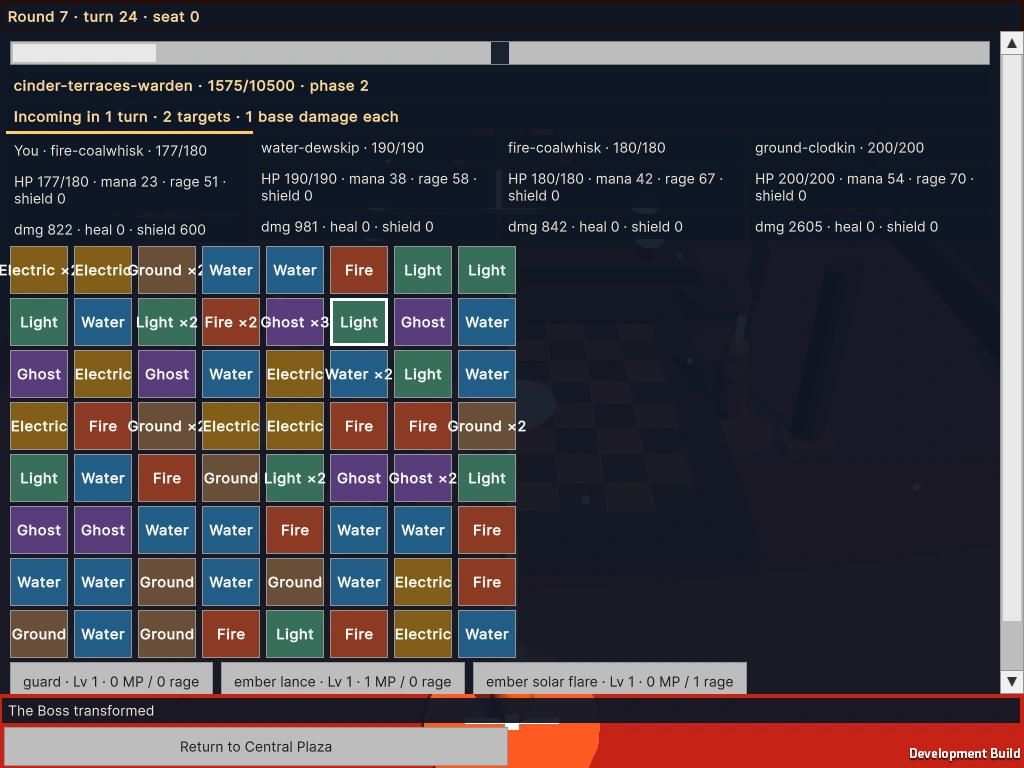 Round 7 · turn 24 · seat 0
cinder-terraces-warden · 1575/10500 · phase 2
Incoming in 1 turn · 2 targets · 1 base damage each
You · fire-coalwhisk · 177/180
HP 177/180 · mana 23 · rage 51 ·
shield 0
dmg 822 · heal 0 · shield 600
water-dewskip · 190/190
HP 190/190 · mana 38 · rage 58 ·
shield 0
dmg 981 · heal 0 · shield 0
fire-coalwhisk · 180/180
HP 180/180 · mana 42 · rage 67 ·
shield 0
dmg 842 · heal 0 · shield 0
ground-clodkin · 200/200
HP 200/200 · mana 54 · rage 70 ·
shield 0
dmg 2605 · heal 0 · shield 0
Electric ×2 Electric Ground ×2 Water Water Fire Light Light
Light Water Light ×2 Fire ×2 Ghost ×3 Light Ghost Water
Ghost Electric Ghost Water Electric Water ×2 Light Water
Electric Fire Ground ×2 Electric Electric Fire Fire Ground ×2
Light Water Fire Ground Light ×2 Ghost Ghost ×2 Light
Ghost Ghost Water Water Fire Water Water Fire
Water Water Ground Water Ground Water Electric Fire
Ground Water Ground Fire Light Fire Electric Water
guard · Lv 1 · 0 MP / 0 rage
ember lance · Lv 1 · 1 MP / 0 rage
ember solar flare · Lv 1 · 0 MP / 1 rage
The Boss transformed
Return to Central Plaza
Development Build